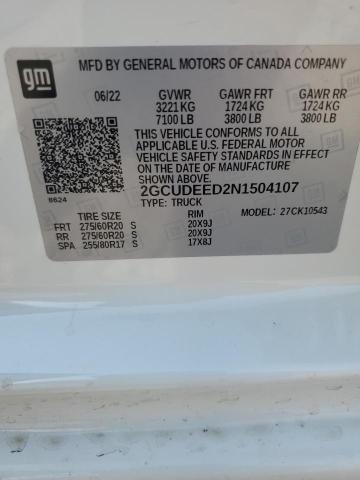 gm
MFD BY GENERAL MOTORS OF CANADA COMPANY
06/22 GVWR GAWR FRT GAWR RR
3221 KG 1724 KG 1724 KG
7100 LB 3800 LB 3800 LB
THIS VEHICLE CONFORMS TO ALL
APPLICABLE U.S. FEDERAL MOTOR
VEHICLE SAFETY STANDARDS IN EFFECT
ON THE DATE OF MANUFACTURE
SHOWN ABOVE.
8624 2GCUDEED2N1504107
TYPE: TRUCK MODEL: 27CK10543
TIRE SIZE RIM
FRT 275/60R20 S 20X9J
RR 275/60R20 S 20X9J
SPA 255/80R17 S 17X8J